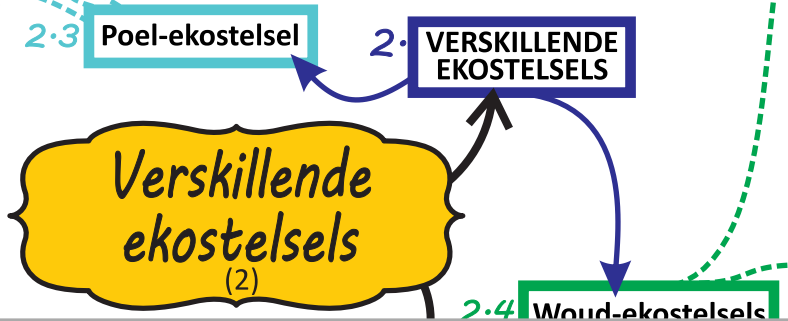 2.3 Poel-ekostelsel
2. VERSKILLENDE
EKOSTELSELS
Verskillende
ekostelsels
(2)
2.4 Woud-ekostelsels